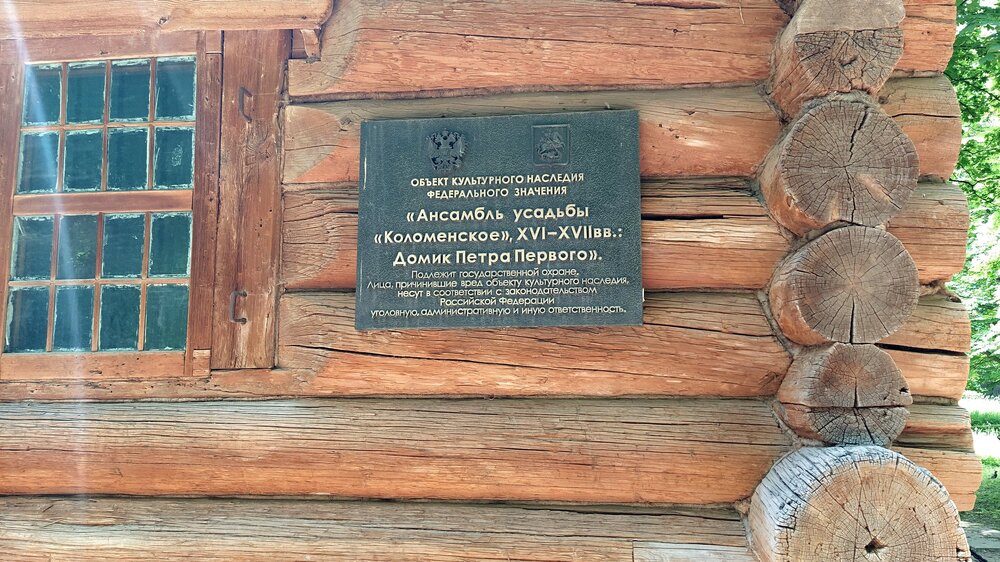 ОБЪЕКТ КУЛЬТУРНОГО НАСЛЕДИЯ
ФЕДЕРАЛЬНОГО ЗНАЧЕНИЯ
«Ансамбль усадьбы
«Коломенское», XVI–XVIIвв.:
Домик Петра Первого».
Подлежит государственной охране,
лица, причинившие вред объекту культурного наследия,
несут в соответствии с законодательством
Российской Федерации
уголовную, административную и иную ответственность.